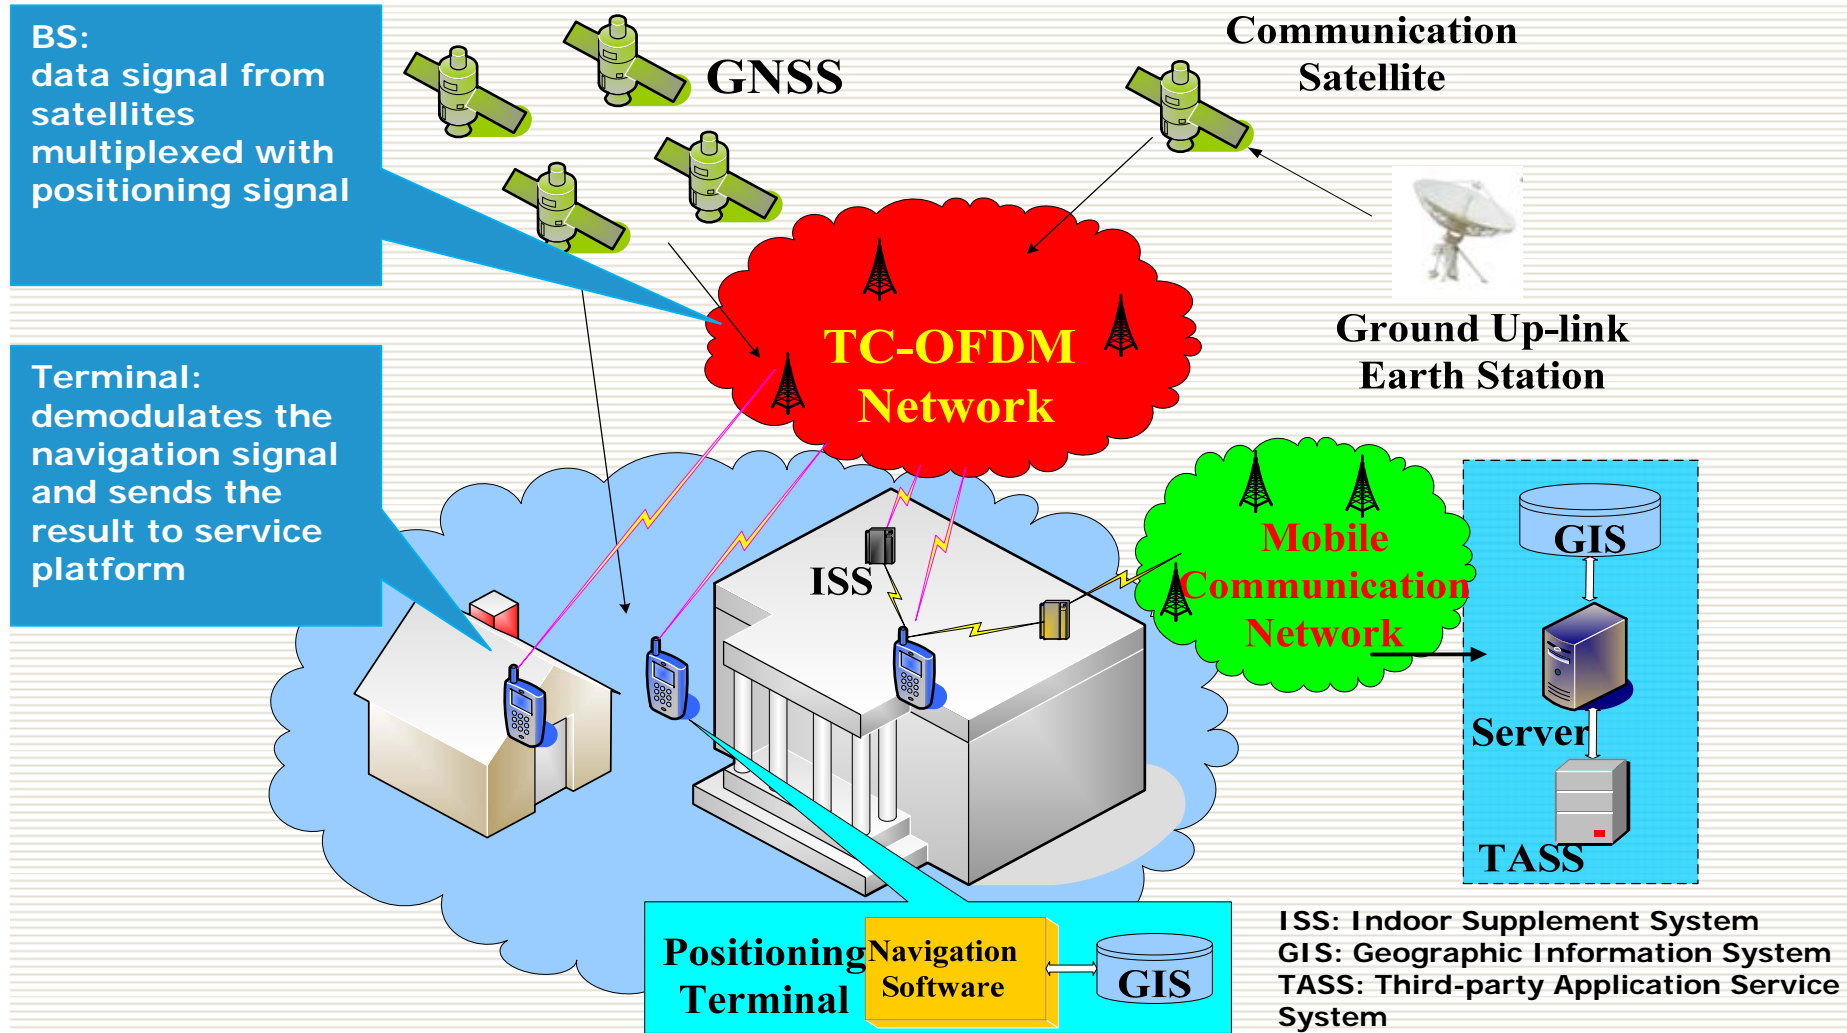 BS:
data signal from
satellites
multiplexed with
positioning signal
GNSS
Communication
Satellite
TC-OFDM
Network
Ground Up-link
Earth Station
Terminal:
demodulates the
navigation signal
and sends the
result to service
platform
ISS
Mobile
Communication
Network
GIS
Server
TASS
Positioning
Terminal
Navigation
Software
GIS
ISS: Indoor Supplement System
GIS: Geographic Information System
TASS: Third-party Application Service
System